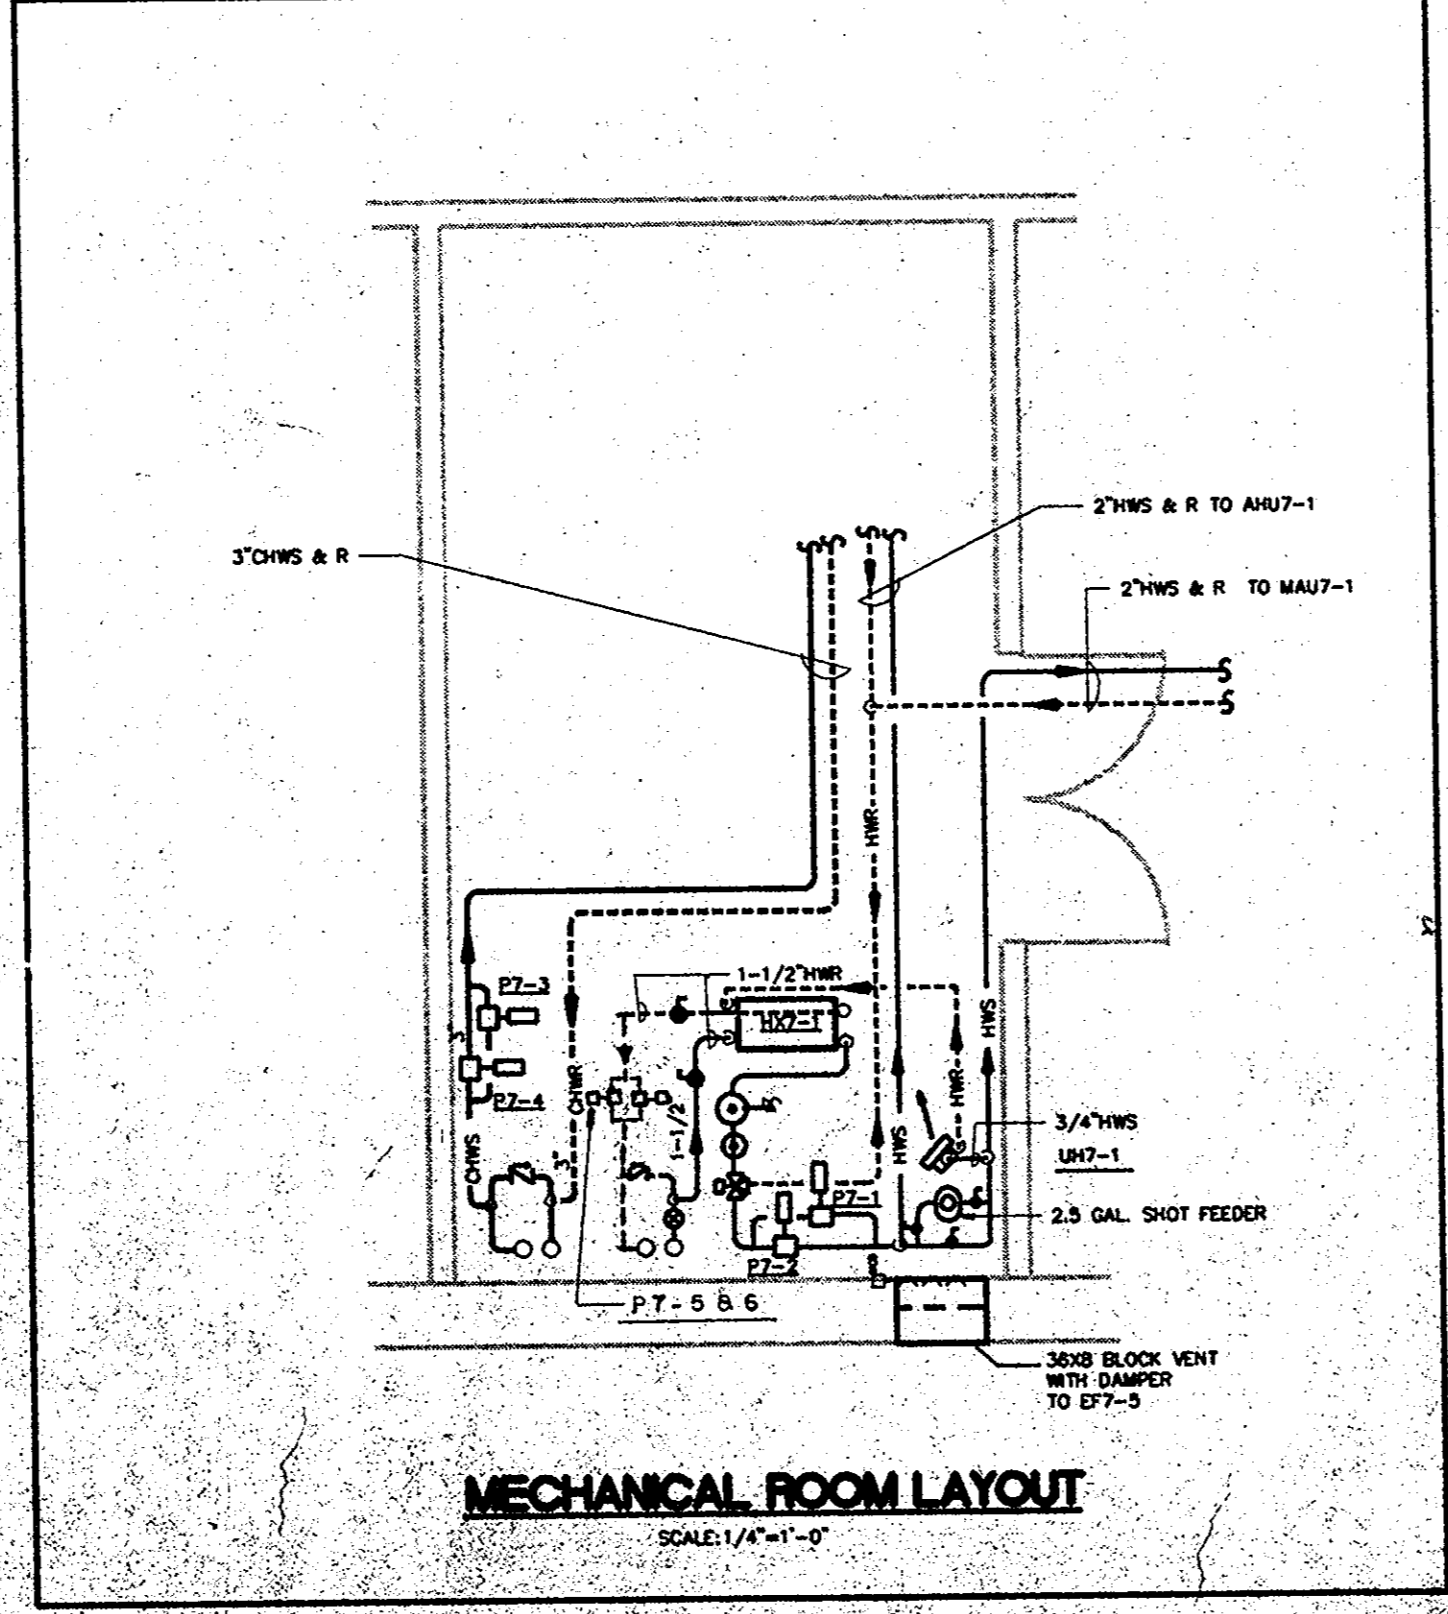 2"HWS & R TO AHU7-1
3"CHWS & R
2"HWS & R TO MAU7-1
HWR
1-1/2"HWR
P7-3
HX7-1
HWS
3"
CHWR
HWR
P7-4
1-1/2
3/4"HWS
CHWS
3"
HWS
UH7-1
P7-1
2.5 GAL. SHOT FEEDER
P7-2
P7-5 & 6
36X8 BLOCK VENT
WITH DAMPER
TO EF7-5
MECHANICAL ROOM LAYOUT
SCALE:1/4"=1'-0"